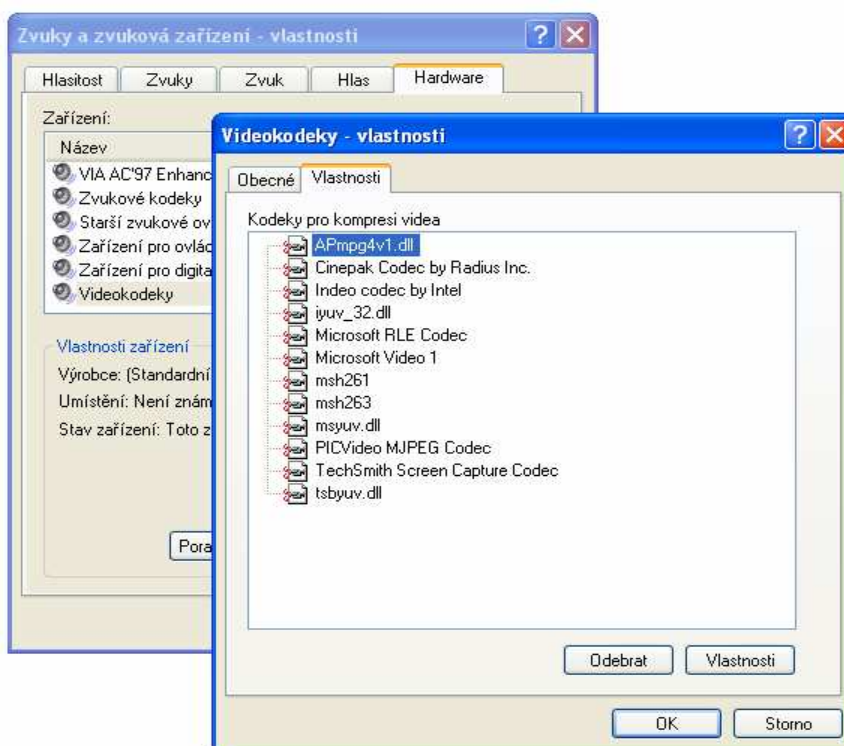 Zvuky a zvuková zařízení - vlastnosti
Hlasitost Zvuky Zvuk Hlas Hardware
Zařízení:
Název
VIA AC'97 Enhanc
Zvukové kodeky
Starší zvukové ov
Zařízení pro ovlád
Zařízení pro digita
Videokodeky
Vlastnosti zařízení
Výrobce: (Standardní
Umístění: Není znám
Stav zařízení: Toto z
Pora
Videokodeky - vlastnosti
Obecné Vlastnosti
Kodeky pro kompresi videa
APmpg4v1.dll
Cinepak Codec by Radius Inc.
Indeo codec by Intel
iyuv_32.dll
Microsoft RLE Codec
Microsoft Video 1
msh261
msh263
msyuv.dll
PICVideo MJPEG Codec
TechSmith Screen Capture Codec
tsbyuv.dll
Odebrat Vlastnosti
OK Storno